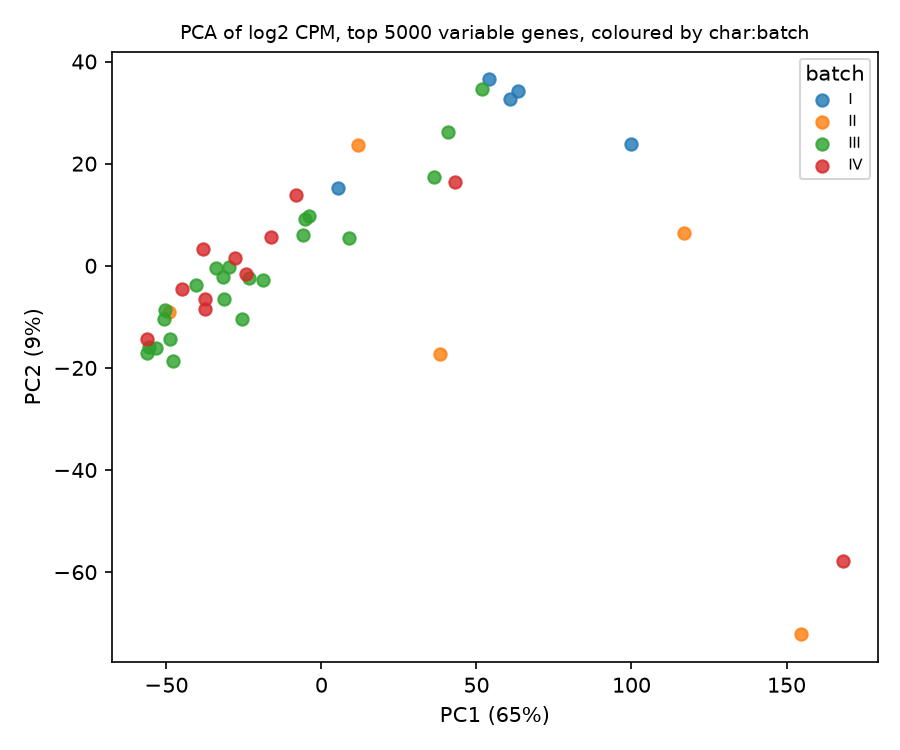 PCA of log2 CPM, top 5000 variable genes, coloured by char:batch
batch
I
II
III
IV
40
20
0
−20
−40
−60
PC2 (9%)
−50
0
50
100
150
PC1 (65%)